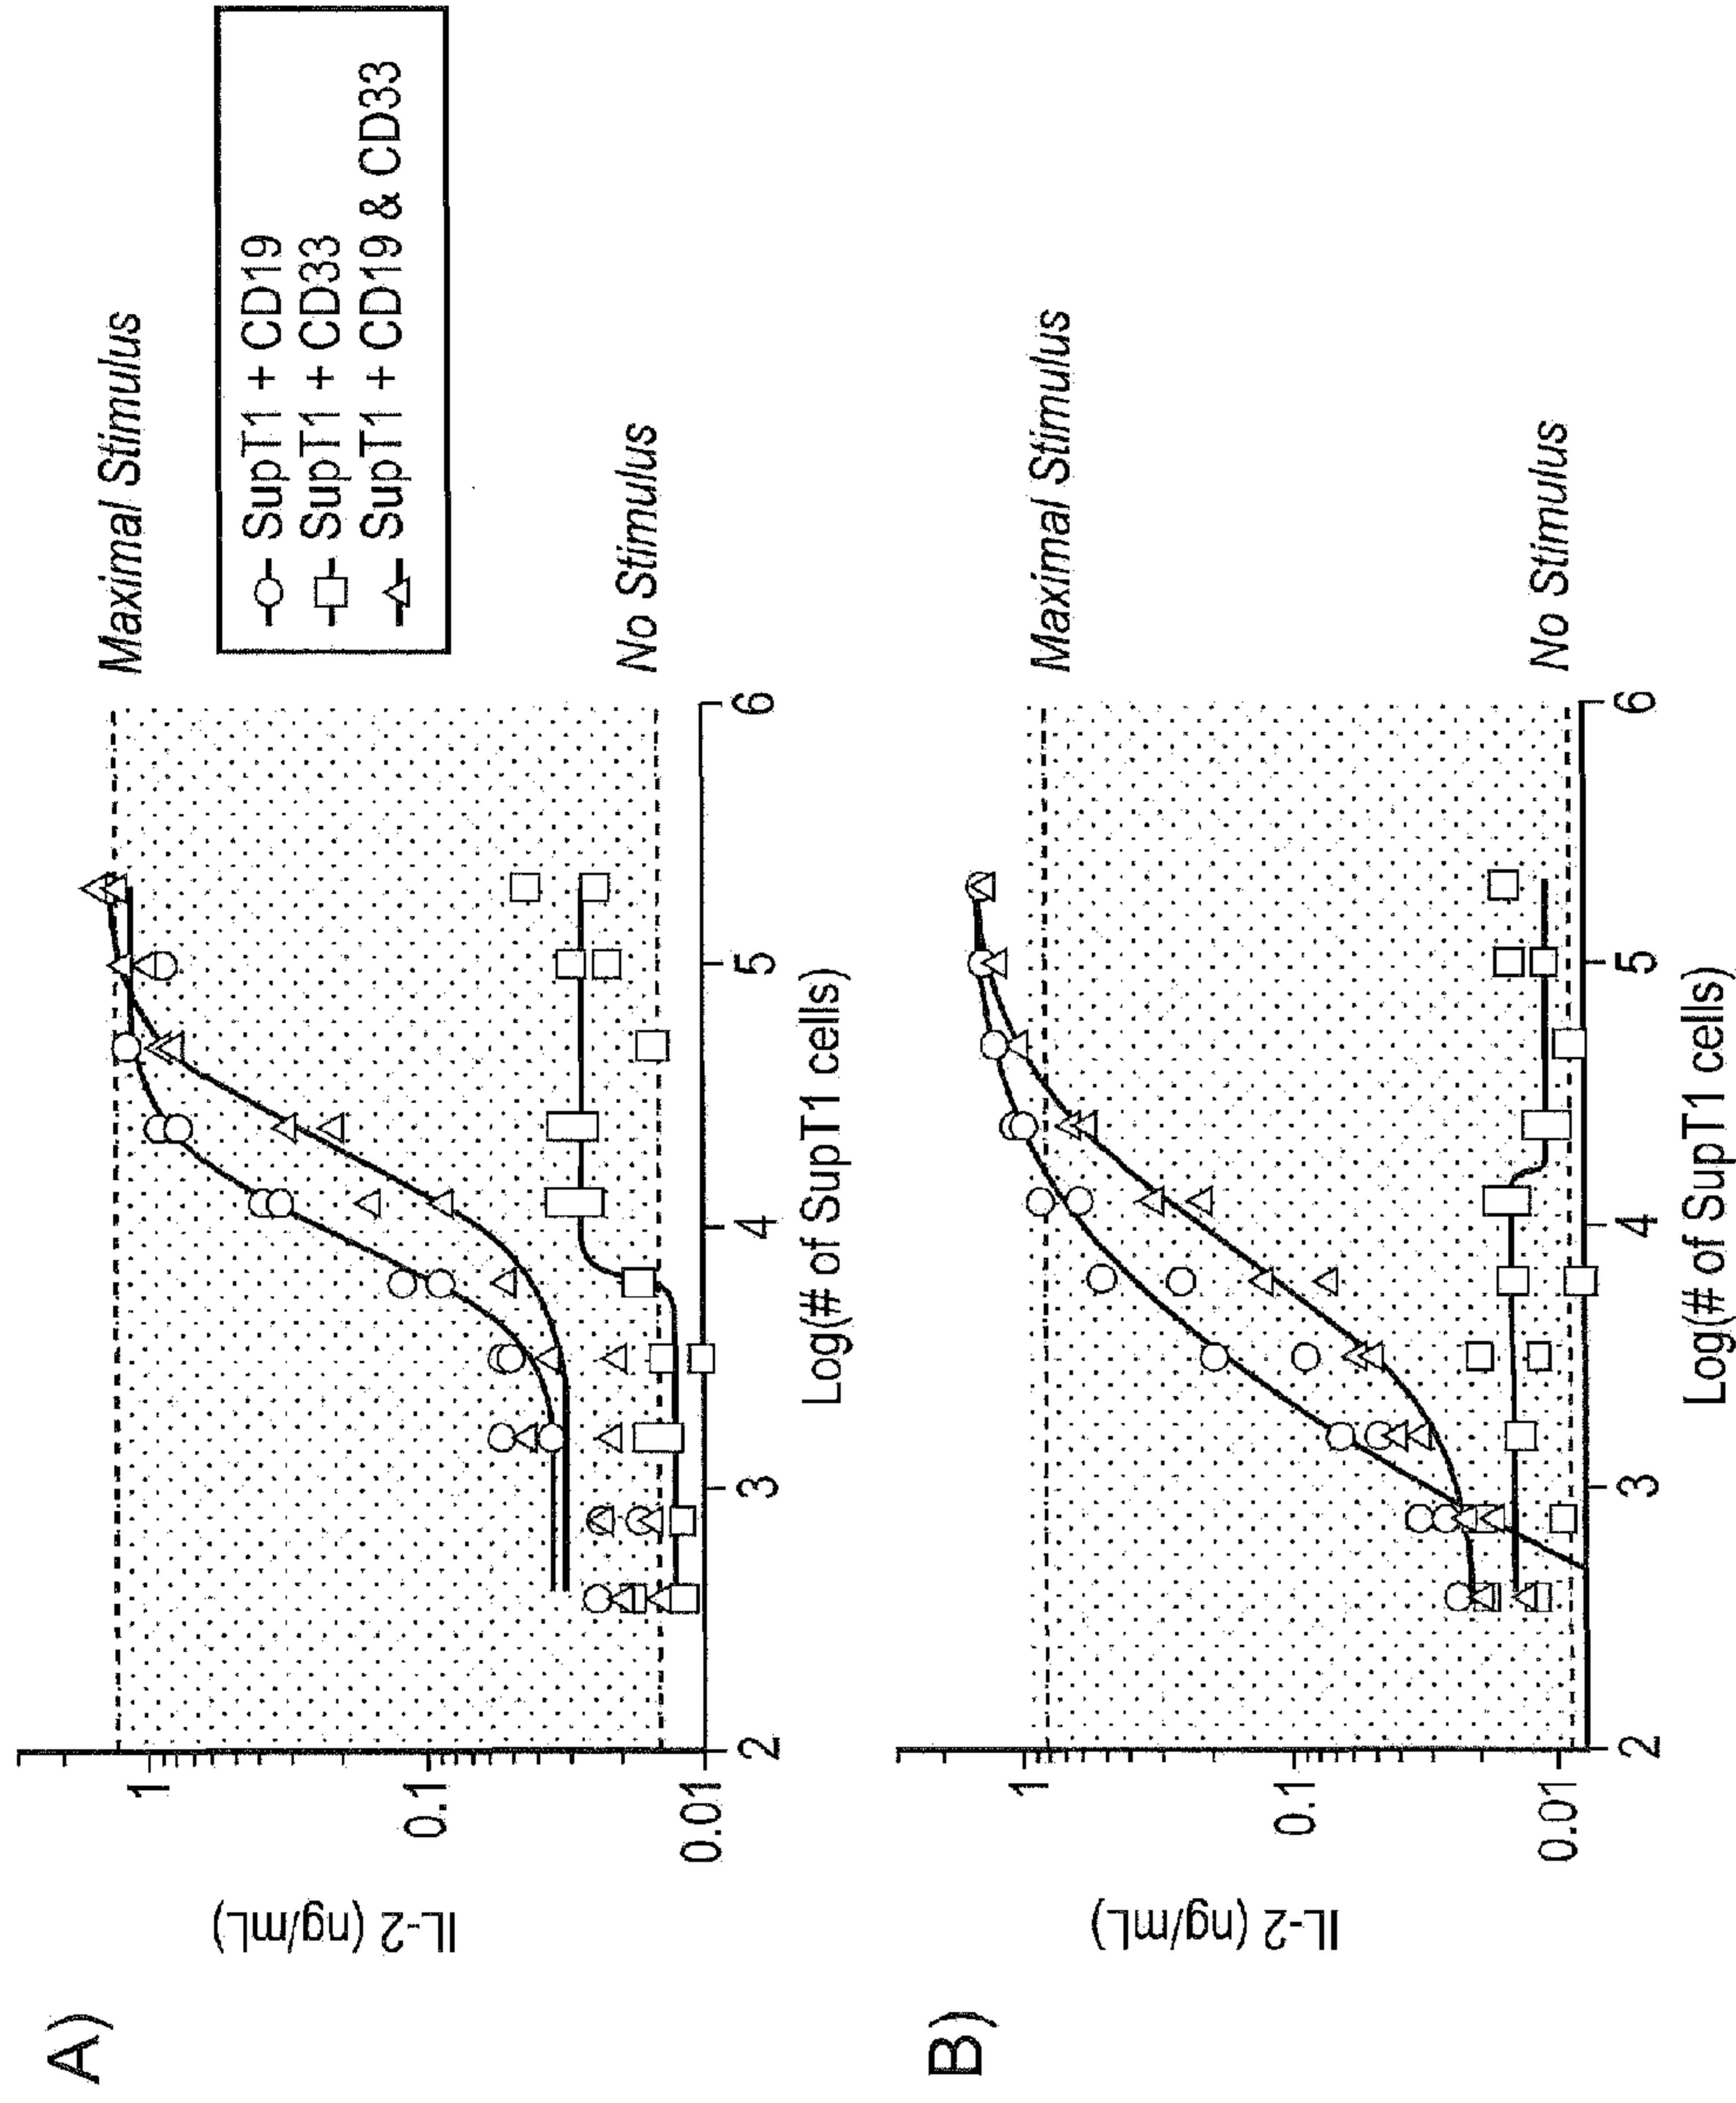 A)
Maximal Stimulus
SupT1 + CD19
SupT1 + CD33
SupT1 + CD19 & CD33
No Stimulus
IL-2 (ng/mL)
1
0.1
0.01
2
3
4
5
6
Log(# of SupT1 cells)
B)
Maximal Stimulus
No Stimulus
IL-2 (ng/mL)
1
0.1
0.01
2
3
4
5
6
Log(# of SupT1 cells)